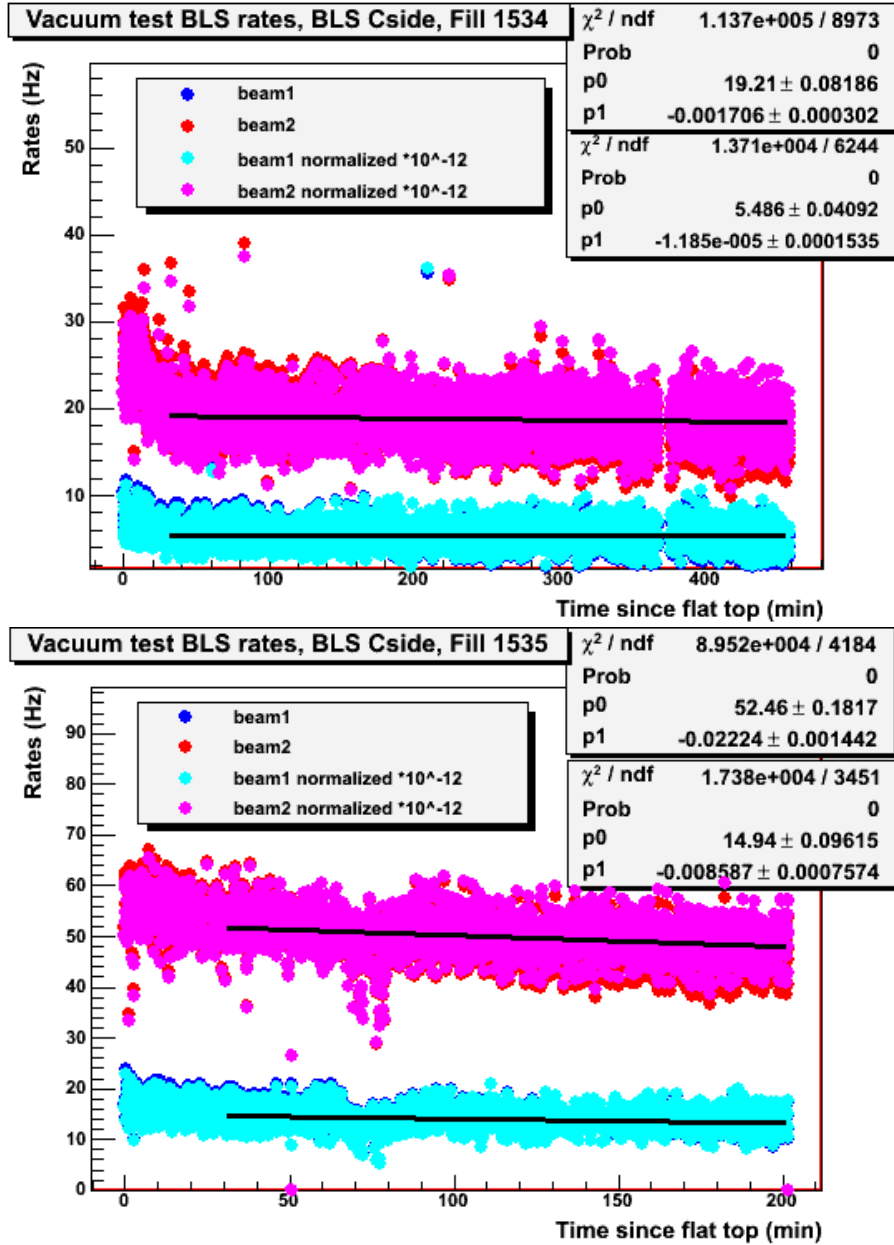 Vacuum test BLS rates, BLS Cside, Fill 1534
χ² / ndf 1.137e+005 / 8973
Prob 0
p0 19.21 ± 0.08186
p1 -0.001706 ± 0.000302
χ² / ndf 1.371e+004 / 6244
Prob 0
p0 5.486 ± 0.04092
p1 -1.185e-005 ± 0.0001535
Rates (Hz)
beam1
beam2
beam1 normalized *10^-12
beam2 normalized *10^-12
50
40
30
20
10
0 100 200 300 400
Time since flat top (min)
Vacuum test BLS rates, BLS Cside, Fill 1535
χ² / ndf 8.952e+004 / 4184
Prob 0
p0 52.46 ± 0.1817
p1 -0.02224 ± 0.001442
χ² / ndf 1.738e+004 / 3451
Prob 0
p0 14.94 ± 0.09615
p1 -0.008587 ± 0.0007574
Rates (Hz)
beam1
beam2
beam1 normalized *10^-12
beam2 normalized *10^-12
90
80
70
60
50
40
30
20
10
0
0 50 100 150 200
Time since flat top (min)